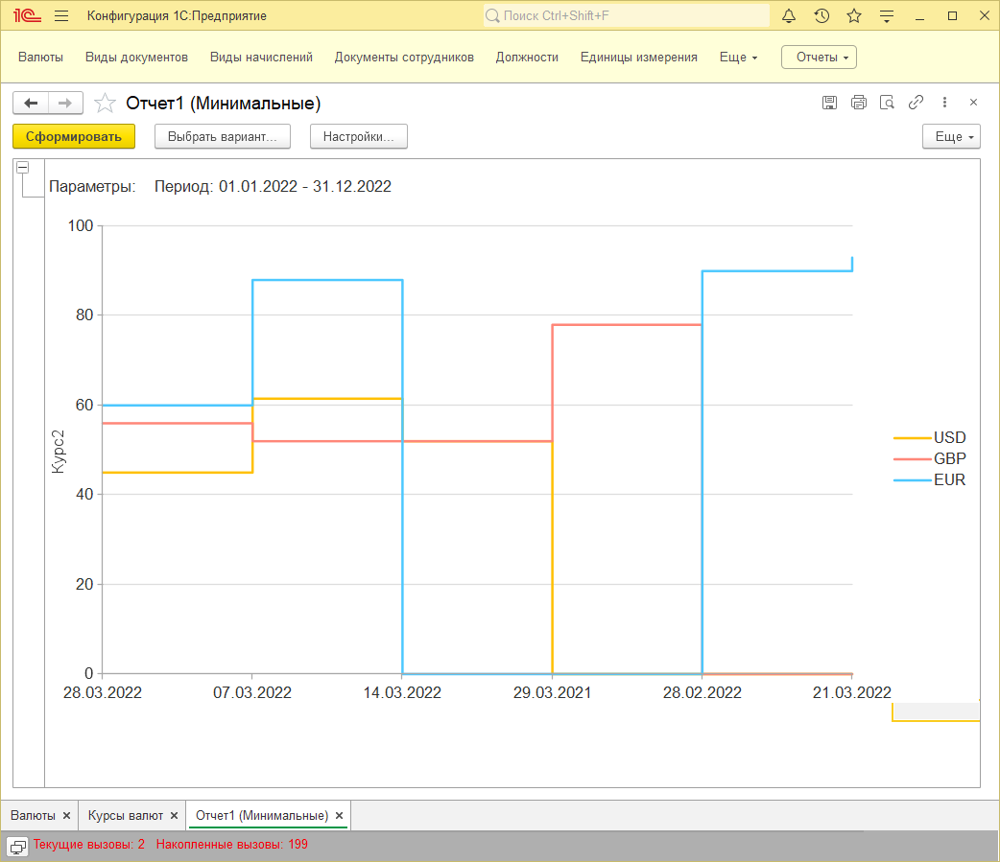 1С Конфигурация 1С:Предприятие Поиск Ctrl+Shift+F
Валюты Виды документов Виды начислений Документы сотрудников Должности Единицы измерения Еще Отчеты
Отчет1 (Минимальные)
Сформировать Выбрать вариант... Настройки... Еще
Параметры: Период: 01.01.2022 - 31.12.2022
100
80
60
40
20
0
Курс2
28.03.2022 07.03.2022 14.03.2022 29.03.2021 28.02.2022 21.03.2022
USD
GBP
EUR
Валюты Курсы валют Отчет1 (Минимальные)
Текущие вызовы: 2 Накопленные вызовы: 199